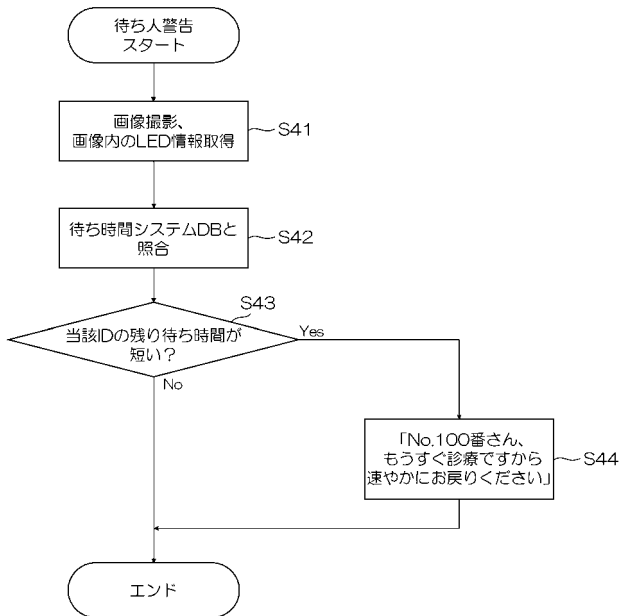 待ち人警告
スタート
画像撮影、
画像内のLED情報取得
S41
待ち時間システムDBと
照合
S42
S43
当該IDの残り待ち時間が
短い？
Yes
No
「No.100番さん、
もうすぐ診療ですから
速やかにお戻りください」
S44
エンド